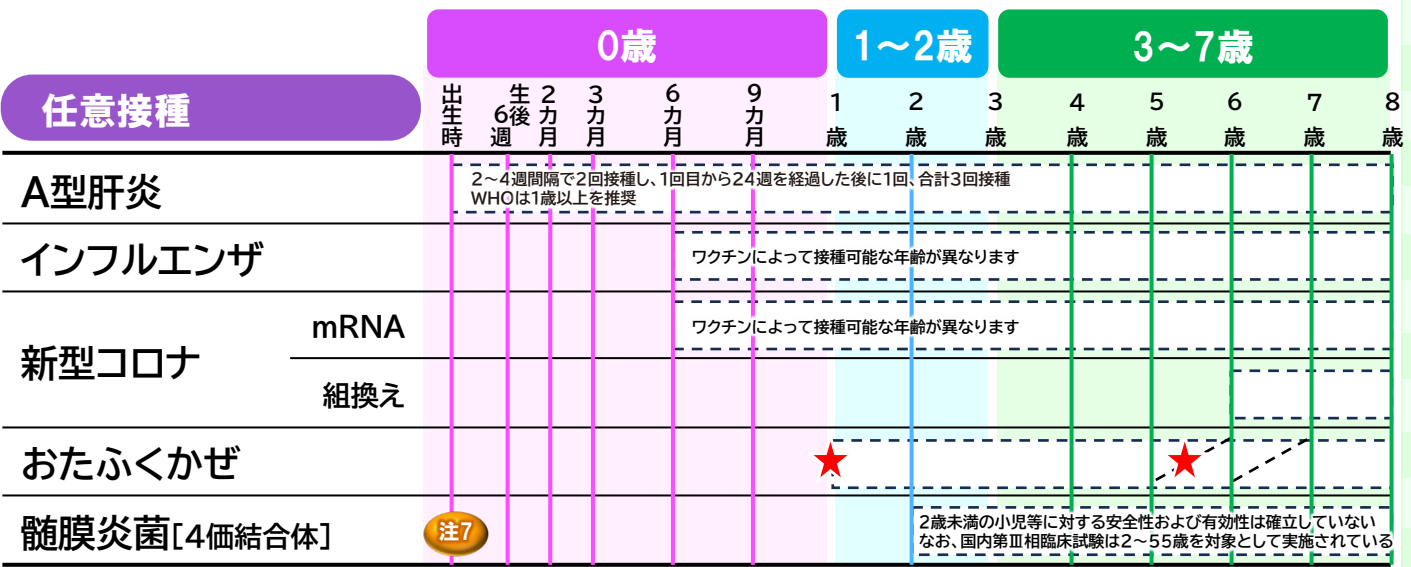 0歳
1～2歳
3～7歳
任意接種
出生時
生後6週
2カ月
3カ月
6カ月
9カ月
1歳
2歳
3歳
4歳
5歳
6歳
7歳
8歳
A型肝炎
2～4週間隔で2回接種し、1回目から24週を経過した後に1回、合計3回接種
WHOは1歳以上を推奨
インフルエンザ
ワクチンによって接種可能な年齢が異なります
新型コロナ
mRNA
ワクチンによって接種可能な年齢が異なります
組換え
おたふくかぜ
髄膜炎菌[4価結合体]
注7
2歳未満の小児等に対する安全性および有効性は確立していない
なお、国内第Ⅲ相臨床試験は2～55歳を対象として実施されている